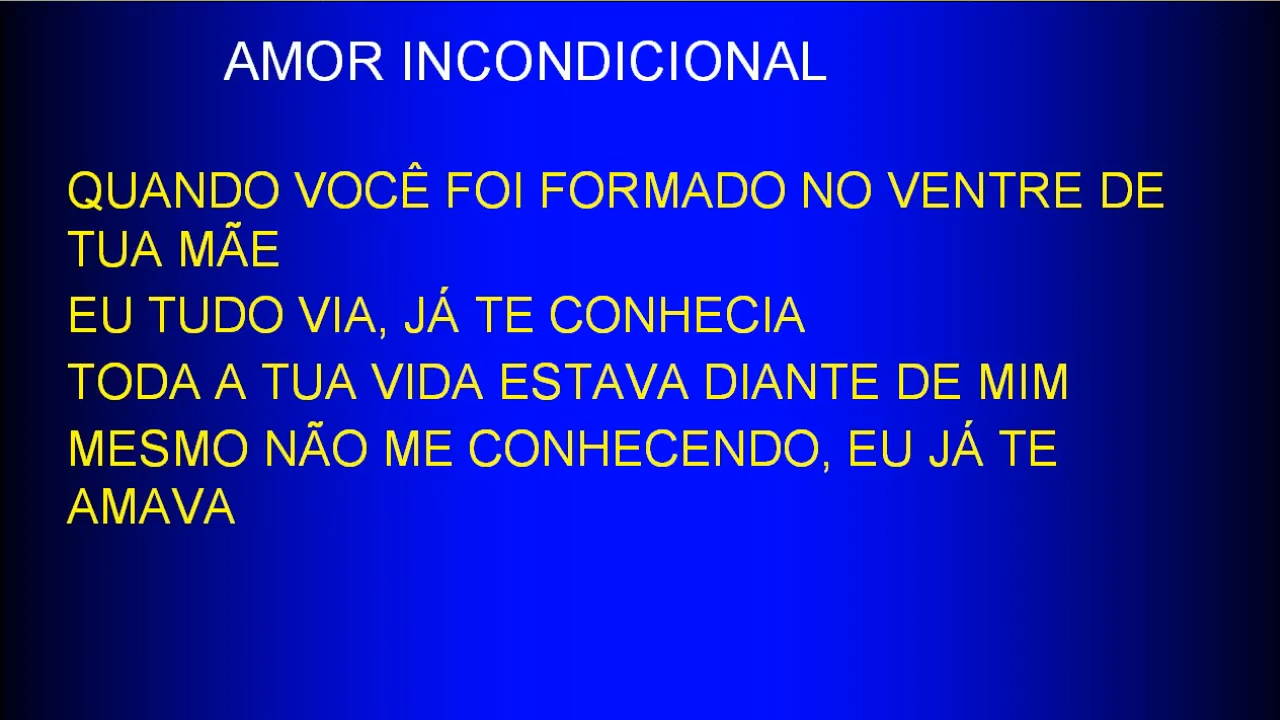 AMOR INCONDICIONAL
QUANDO VOCÊ FOI FORMADO NO VENTRE DE
TUA MÃE
EU TUDO VIA, JÁ TE CONHECIA
TODA A TUA VIDA ESTAVA DIANTE DE MIM
MESMO NÃO ME CONHECENDO, EU JÁ TE
AMAVA